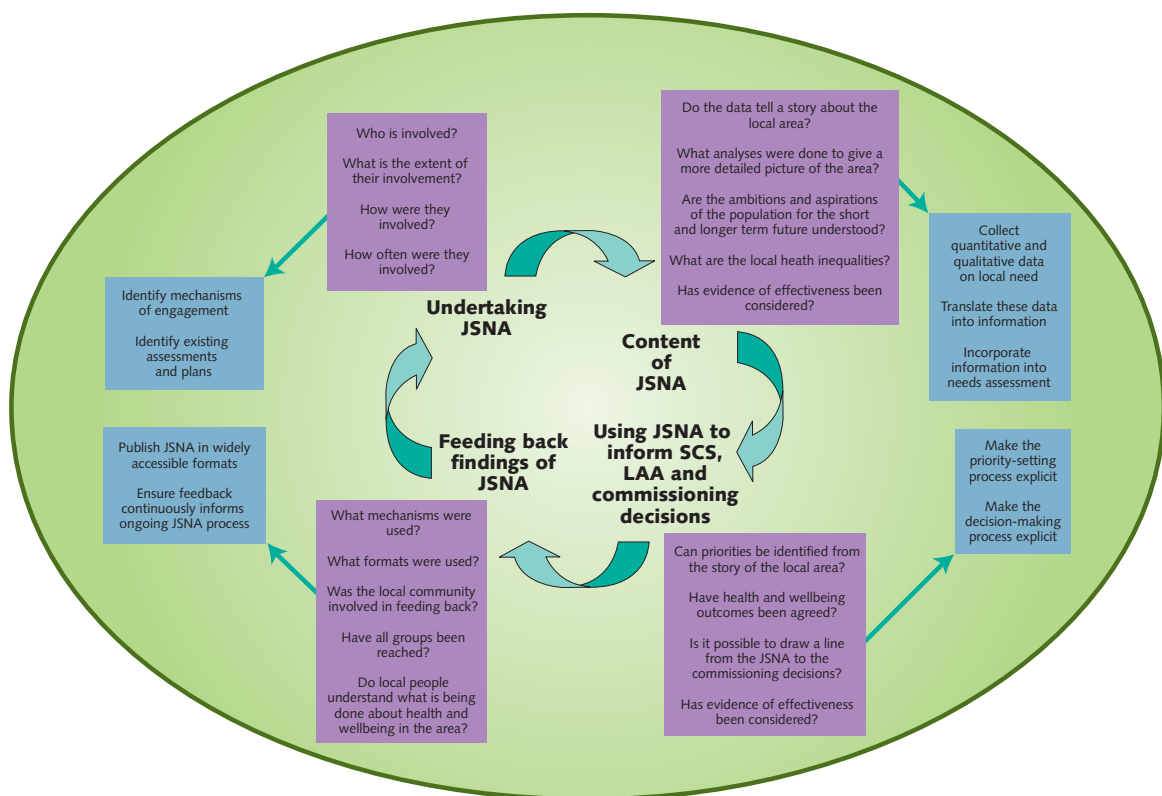 Who is involved?
What is the extent of
their involvement?
How were they
involved?
How often were they
involved?
Do the data tell a story about the
local area?
What analyses were done to give a
more detailed picture of the area?
Are the ambitions and aspirations
of the population for the short
and longer term future understood?
What are the local heath inequalities?
Has evidence of effectiveness been
considered?
Identify mechanisms
of engagement
Identify existing
assessments
and plans
Undertaking
JSNA
Content
of
JSNA
Collect
quantitative and
qualitative data
on local need
Translate these data
into information
Incorporate
information into
needs assessment
Publish JSNA in widely
accessible formats
Ensure feedback
continuously informs
ongoing JSNA process
Feeding back
findings of
JSNA
Using JSNA to
inform SCS,
LAA and
commissioning
decisions
Make the
priority-setting
process explicit
Make the
decision-making
process explicit
What mechanisms were
used?
What formats were used?
Was the local community
involved in feeding back?
Have all groups been
reached?
Do local people
understand what is being
done about health and
wellbeing in the area?
Can priorities be identified from
the story of the local area?
Have health and wellbeing
outcomes been agreed?
Is it possible to draw a line
from the JSNA to the
commissioning decisions?
Has evidence of effectiveness
been considered?